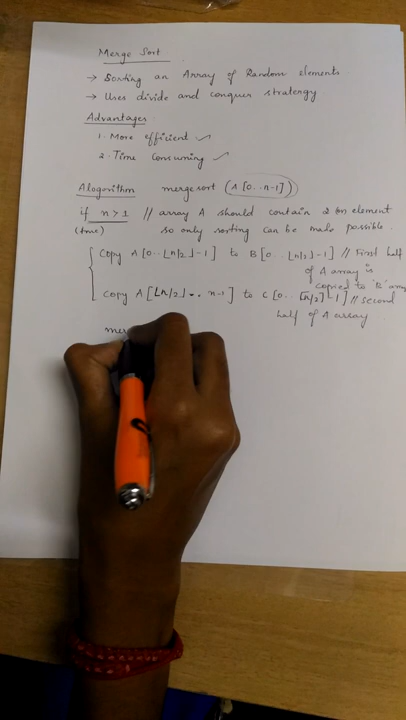 Merge Sort
→ Sorting an Array of Random elements
→ Uses divide and conquer stratergy
Advantages
1. More efficient ✓
2. Time Consuming ✓
Alogorithm mergesort (A[0..n-1])
if n>1 // array A should contain 2 or element
(true) so only sorting can be made possible.
Copy A[0..⌊n/2⌋-1] to B[0..⌊n/2⌋-1] // First half
of A array is
copied to 'B' array
Copy A[⌊n/2⌋.. n-1] to C[0..⌈n/2⌉-1] // second
half of A array
mer